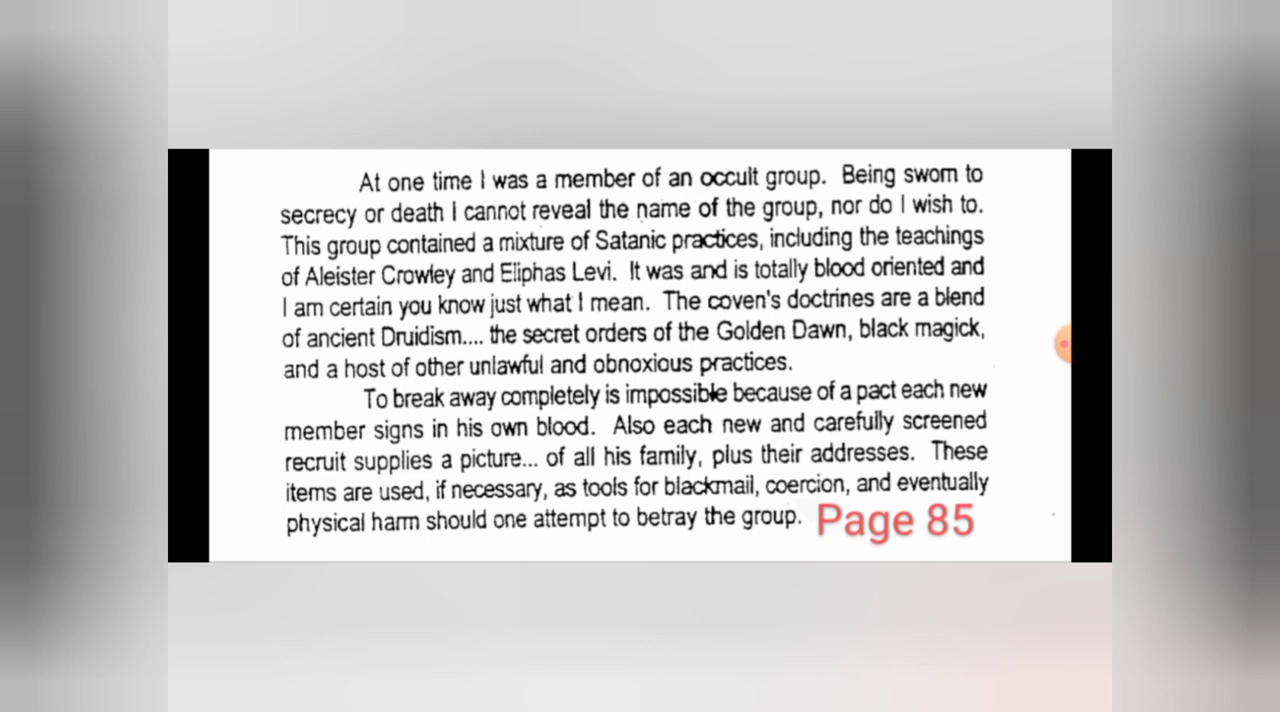 At one time I was a member of an occult group. Being sworn to
secrecy or death I cannot reveal the name of the group, nor do I wish to.
This group contained a mixture of Satanic practices, including the teachings
of Aleister Crowley and Eliphas Levi. It was and is totally blood oriented and
I am certain you know just what I mean. The coven's doctrines are a blend
of ancient Druidism.... the secret orders of the Golden Dawn, black magick,
and a host of other unlawful and obnoxious practices.
To break away completely is impossible because of a pact each new
member signs in his own blood. Also each new and carefully screened
recruit supplies a picture... of all his family, plus their addresses. These
items are used, if necessary, as tools for blackmail, coercion, and eventually
physical harm should one attempt to betray the group. Page 85